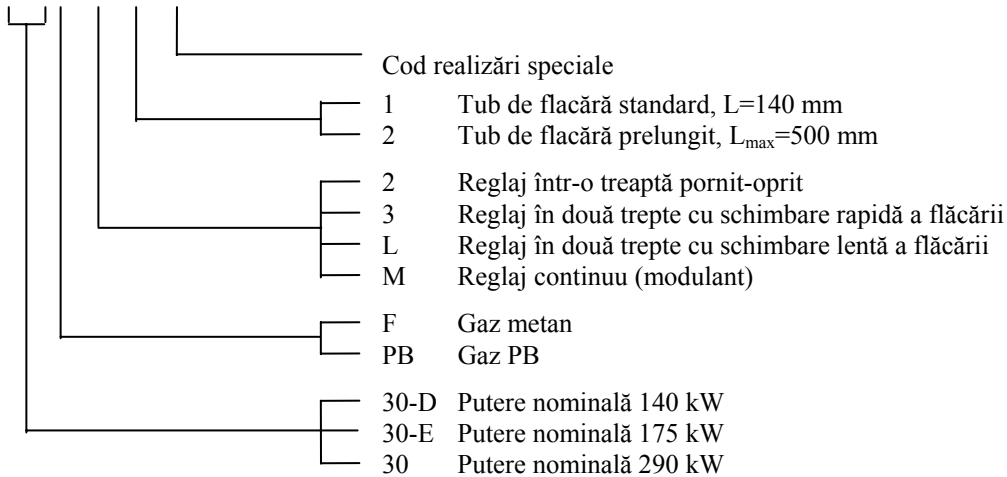 Cod realizări speciale
1 Tub de flacără standard, L=140 mm
2 Tub de flacără prelungit, Lmax=500 mm
2 Reglaj într-o treaptă pornit-oprit
3 Reglaj în două trepte cu schimbare rapidă a flăcării
L Reglaj în două trepte cu schimbare lentă a flăcării
M Reglaj continuu (modulant)
F Gaz metan
PB Gaz PB
30-D Putere nominală 140 kW
30-E Putere nominală 175 kW
30 Putere nominală 290 kW